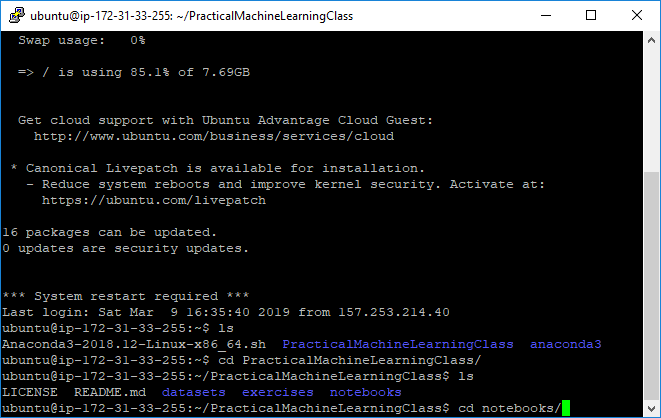 ubuntu@ip-172-31-33-255: ~/PracticalMachineLearningClass
Swap usage:   0%
=> / is using 85.1% of 7.69GB
Get cloud support with Ubuntu Advantage Cloud Guest:
http://www.ubuntu.com/business/services/cloud
* Canonical Livepatch is available for installation.
- Reduce system reboots and improve kernel security. Activate at:
https://ubuntu.com/livepatch
16 packages can be updated.
0 updates are security updates.
*** System restart required ***
Last login: Sat Mar  9 16:35:40 2019 from 157.253.214.40
ubuntu@ip-172-31-33-255:~$ ls
Anaconda3-2018.12-Linux-x86_64.sh  PracticalMachineLearningClass  anaconda3
ubuntu@ip-172-31-33-255:~$ cd PracticalMachineLearningClass/
ubuntu@ip-172-31-33-255:~/PracticalMachineLearningClass$ ls
LICENSE  README.md  datasets  exercises  notebooks
ubuntu@ip-172-31-33-255:~/PracticalMachineLearningClass$ cd notebooks/